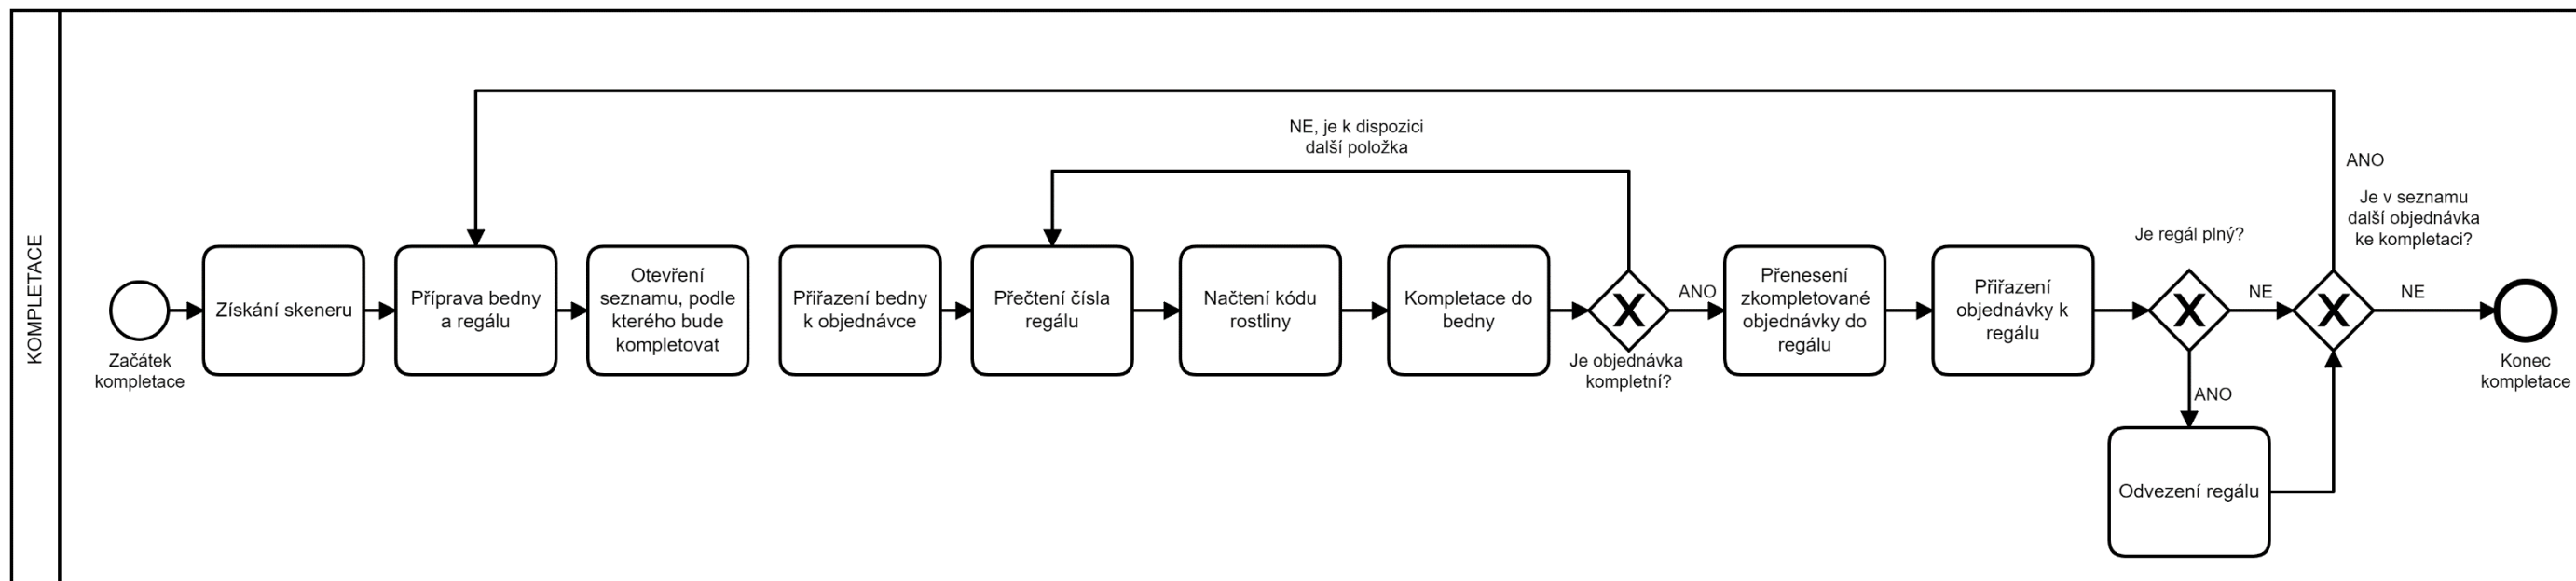 KOMPLETACE
Začátek
kompletace
Získání skeneru
Příprava bedny
a regálu
Otevření
seznamu, podle
kterého bude
kompletovat
Přiřazení bedny
k objednávce
Přečtení čísla
regálu
NE, je k dispozici
další položka
Načtení kódu
rostliny
Kompletace do
bedny
X
Je objednávka
kompletní?
ANO
Přenesení
zkompletované
objednávky do
regálu
Přiřazení
objednávky k
regálu
Je regál plný?
X
NE
ANO
Odvezení regálu
X
ANO
Je v seznamu
další objednávka
ke kompletaci?
NE
Konec
kompletace